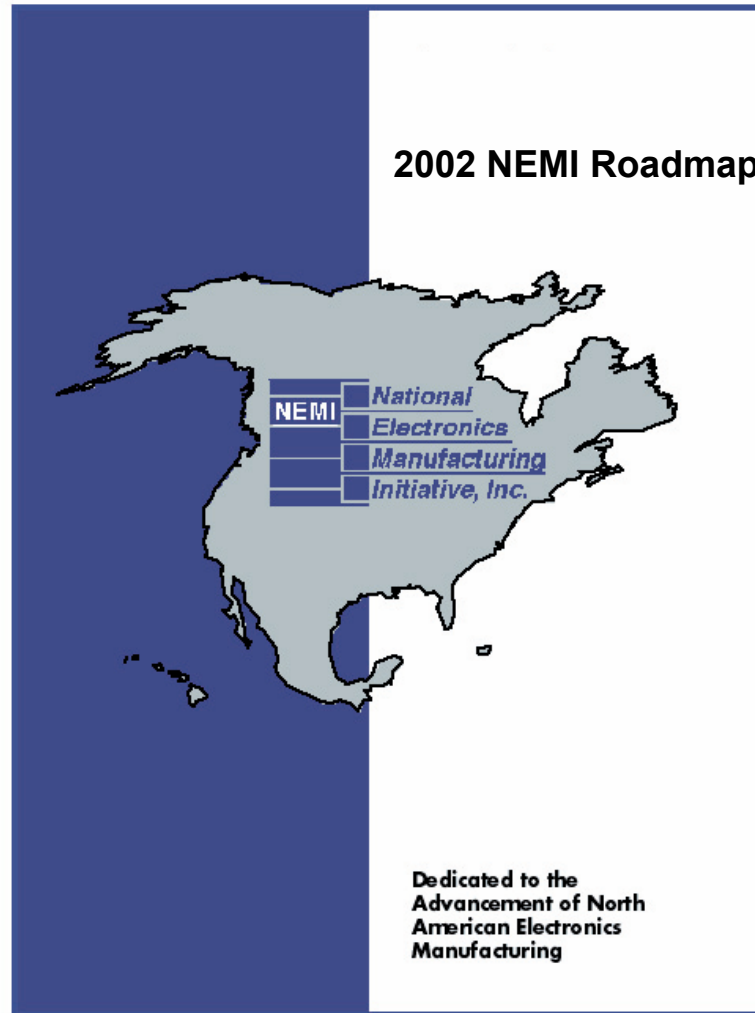 2002 NEMI Roadmap
NEMI
National
Electronics
Manufacturing
Initiative, Inc.
Dedicated to the
Advancement of North
American Electronics
Manufacturing